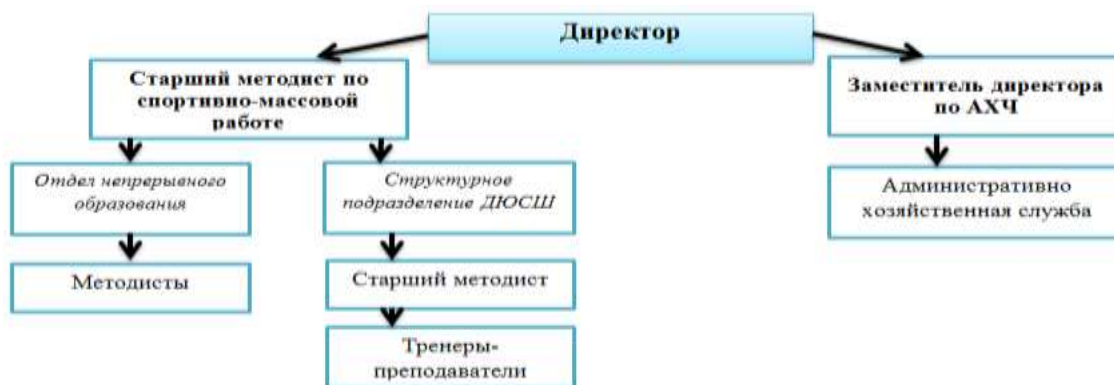 Директор
Старший методист по
спортивно-массовой
работе
Заместитель директора
по АХЧ
Отдел непрерывного
образования
Структурное
подразделение ДЮСШ
Административно
хозяйственная служба
Методисты
Старший методист
Тренеры-
преподаватели